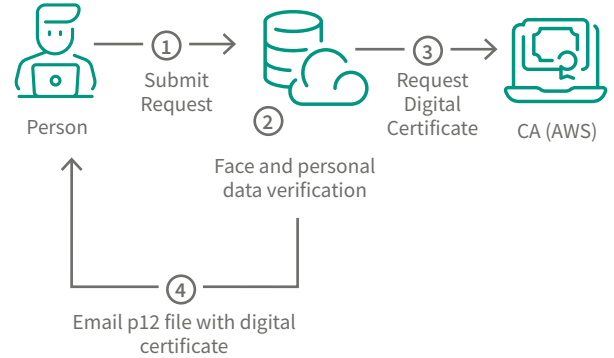 1
Submit
Request
Person
2
Face and personal
data verification
3
Request
Digital
Certificate
CA (AWS)
4
Email p12 file with digital
certificate